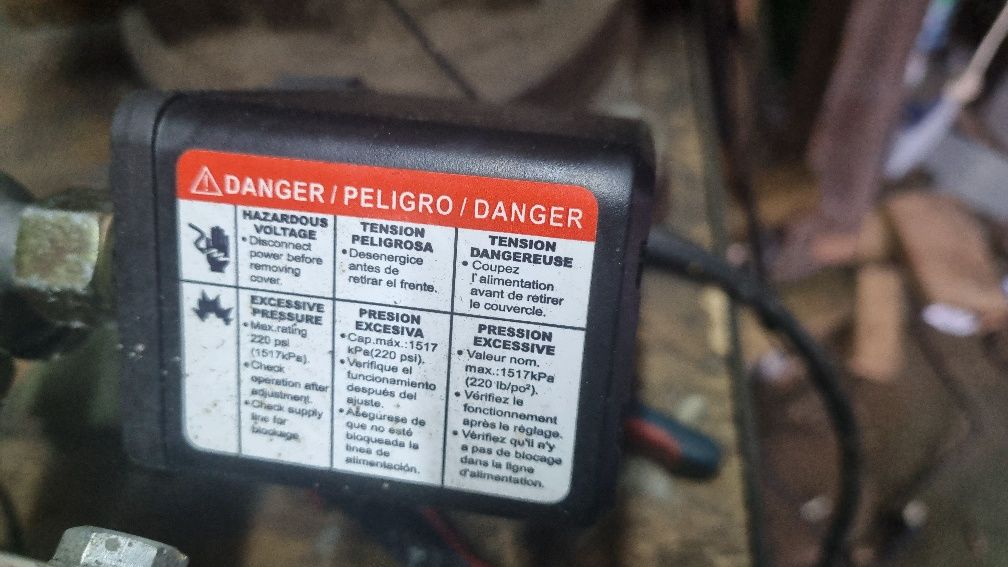 DANGER / PELIGRO / DANGER
HAZARDOUS
VOLTAGE
• Disconnect
power before
removing
cover.
TENSION
PELIGROSA
• Desenergice
antes de
retirar el frente.
TENSION
DANGEREUSE
• Coupez
l'alimentation
avant de retirer
le couvercle.
EXCESSIVE
PRESSURE
• Max.rating
220 psi
(1517kPa).
• Check
operation after
adjustment.
• Check supply
line for
blockage
PRESION
EXCESIVA
• Cap.máx.:1517
kPa(220 psi).
• Verifique el
funcionamiento
después del
ajuste.
• Asegúrese de
que no esté
bloqueada la
línea de
alimentación.
PRESSION
EXCESSIVE
• Valeur nom.
max.:1517kPa
(220 lb/po²).
• Vérifiez le
fonctionnement
après le réglage.
• Vérifiez qu'il n'y
a pas de blocage
dans la ligne
d'alimentation.